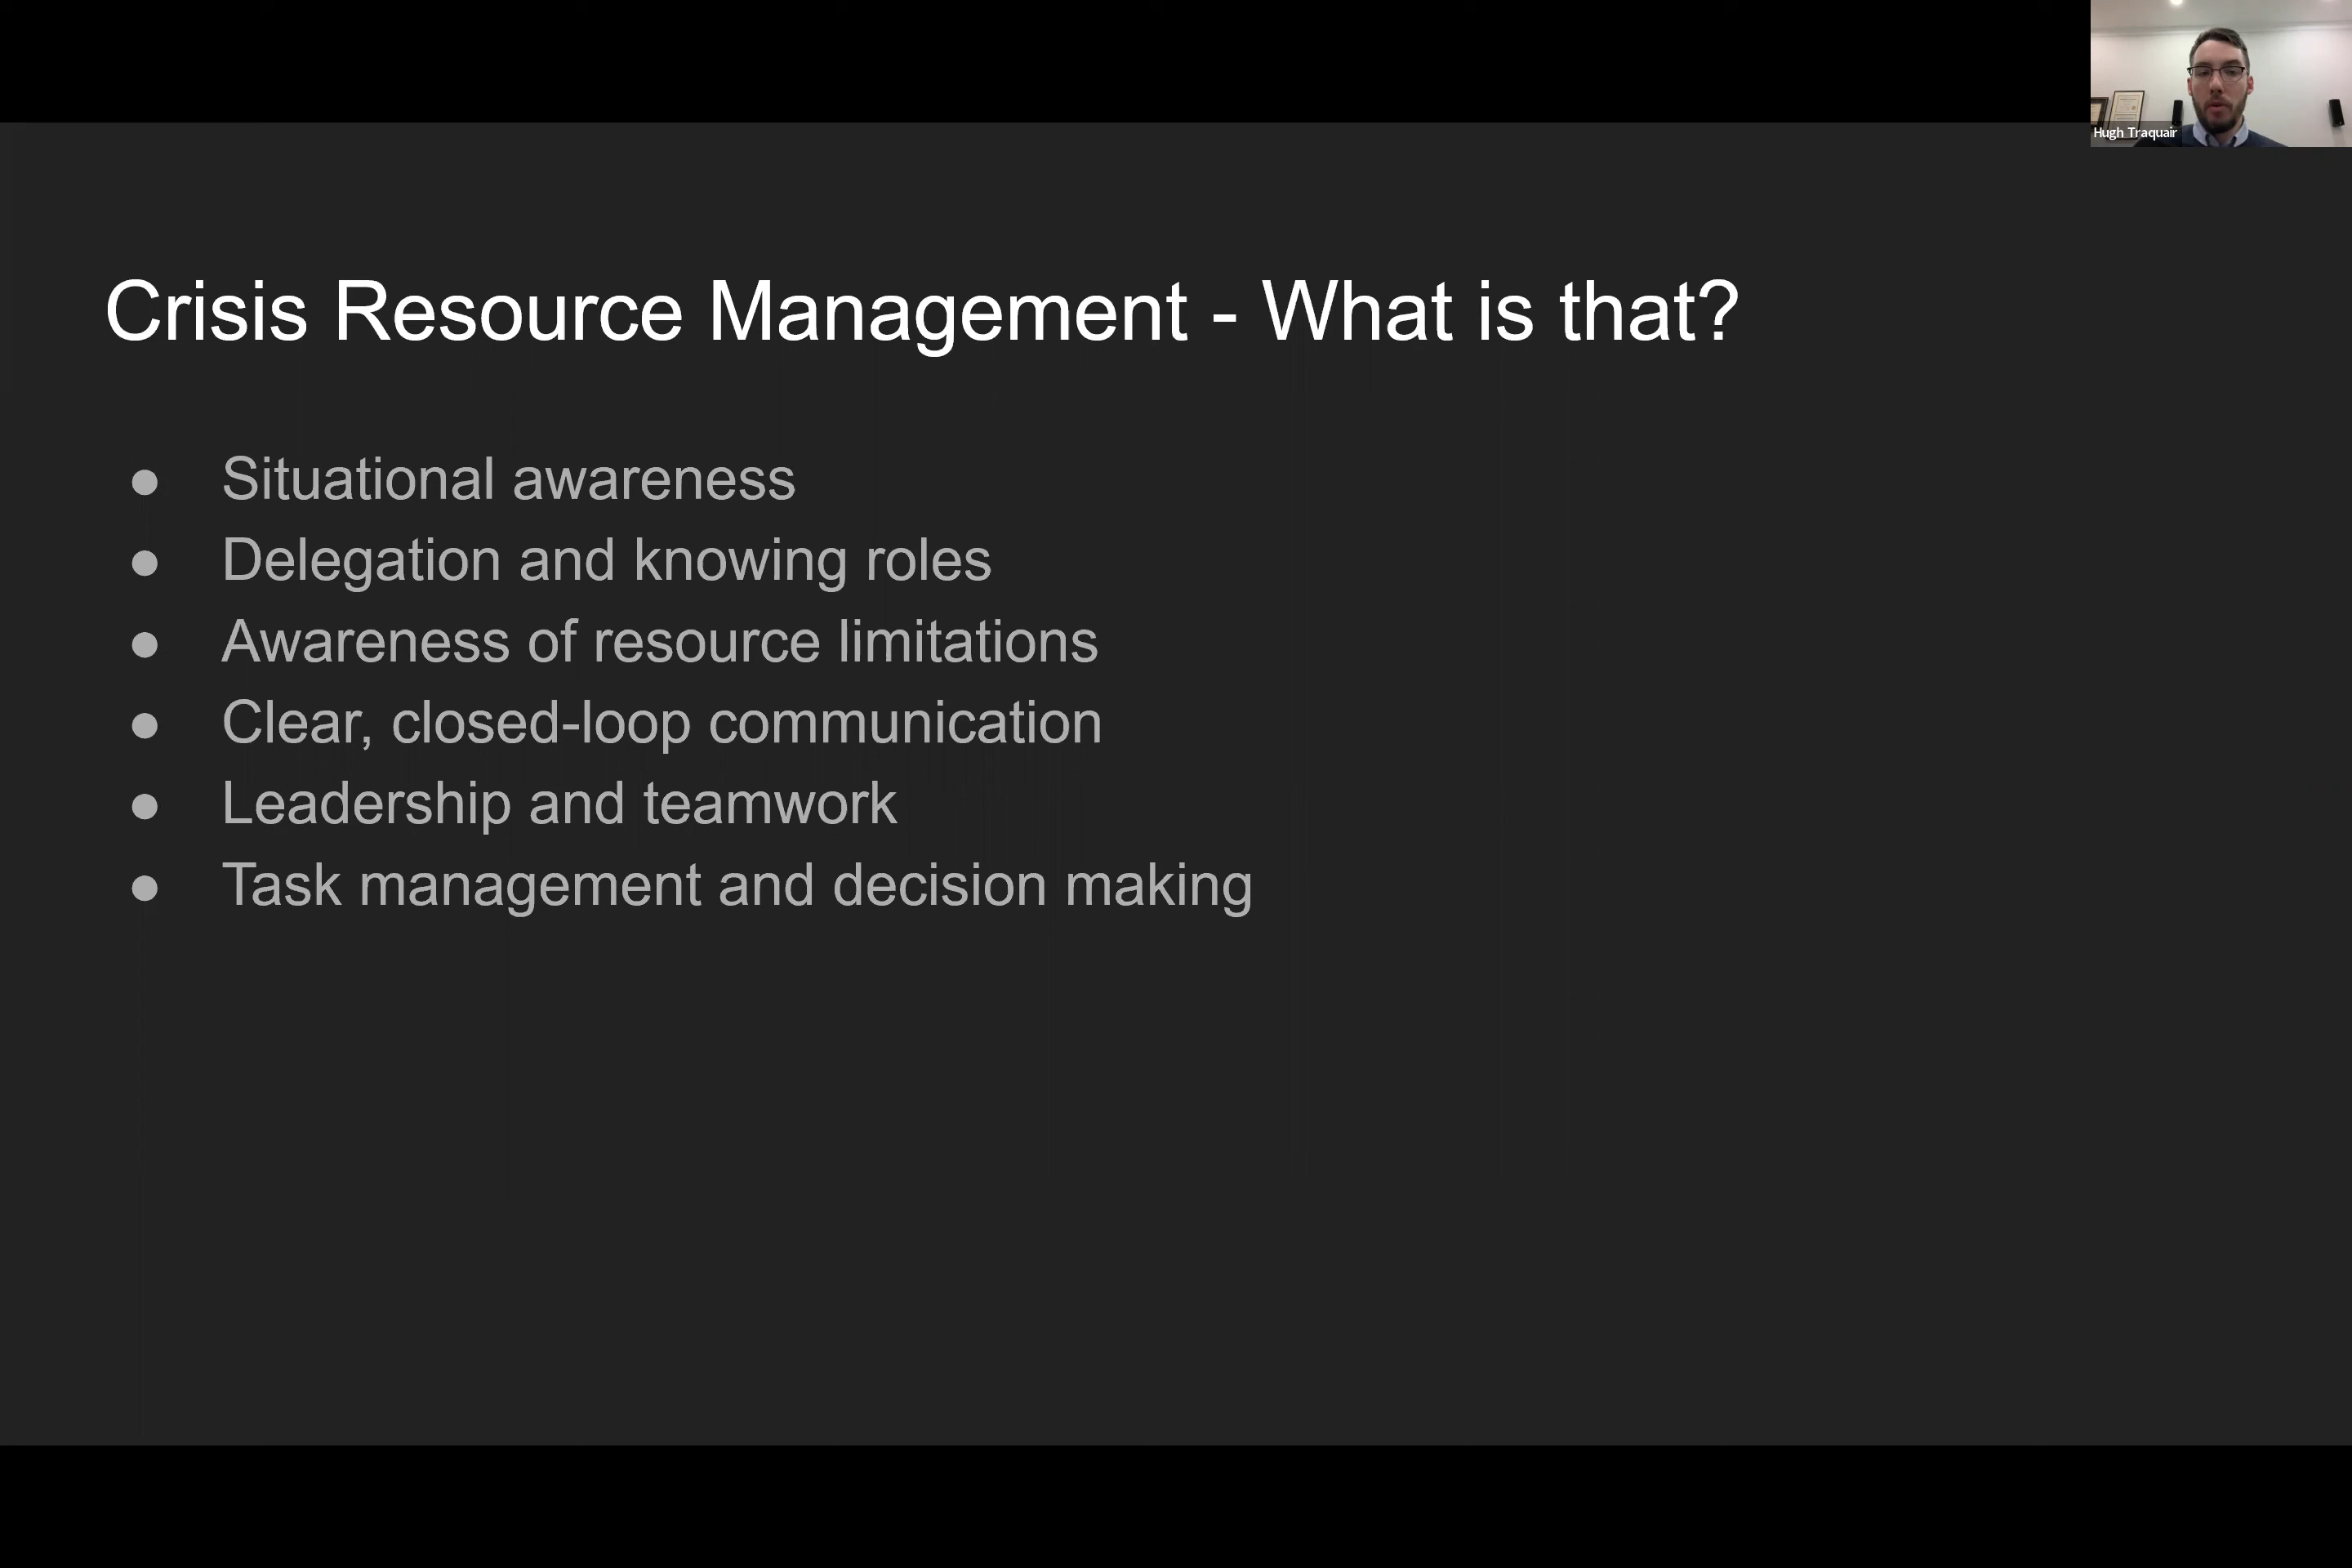 Hugh Traquair
Crisis Resource Management - What is that?
● Situational awareness
● Delegation and knowing roles
● Awareness of resource limitations
● Clear, closed-loop communication
● Leadership and teamwork
● Task management and decision making